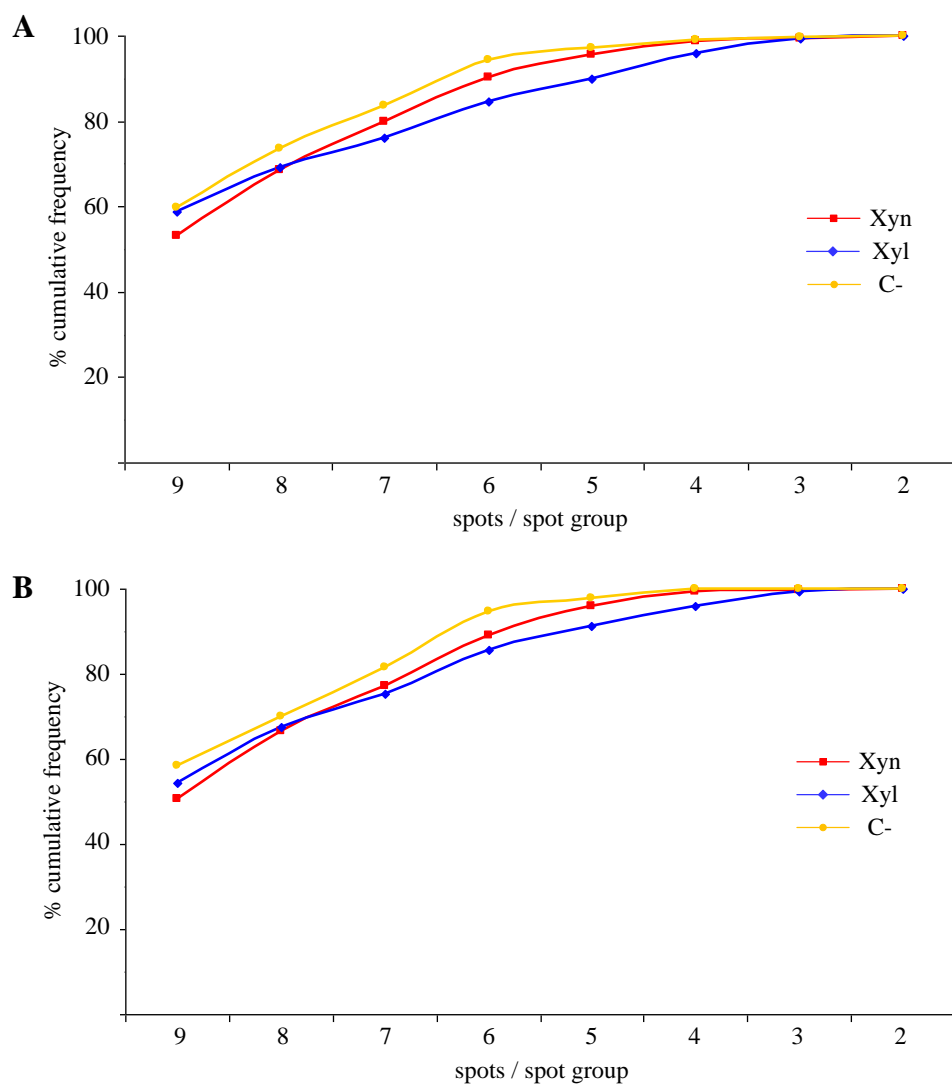 A
100
80
60
40
20
% cumulative frequency
Xyn
Xyl
C-
9 8 7 6 5 4 3 2
spots / spot group
B
100
80
60
40
20
% cumulative frequency
Xyn
Xyl
C-
9 8 7 6 5 4 3 2
spots / spot group